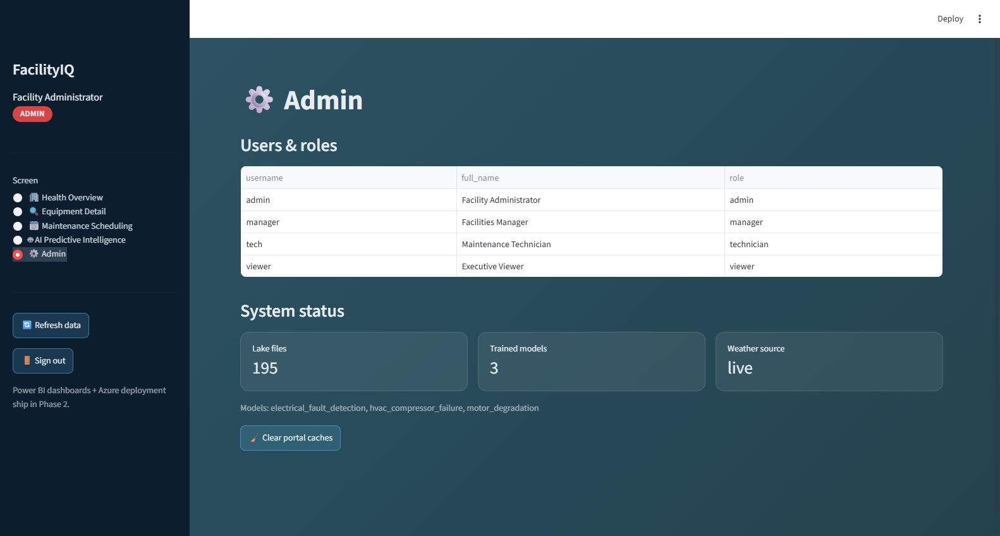 Deploy
FacilityIQ
Facility Administrator
ADMIN
Screen
Health Overview
Equipment Detail
Maintenance Scheduling
AI Predictive Intelligence
Admin
Refresh data
Sign out
Power BI dashboards + Azure deployment
ship in Phase 2.
Admin
Users & roles
username full_name role
admin Facility Administrator admin
manager Facilities Manager manager
tech Maintenance Technician technician
viewer Executive Viewer viewer
System status
Lake files
195
Trained models
3
Weather source
live
Models: electrical_fault_detection, hvac_compressor_failure, motor_degradation
Clear portal caches